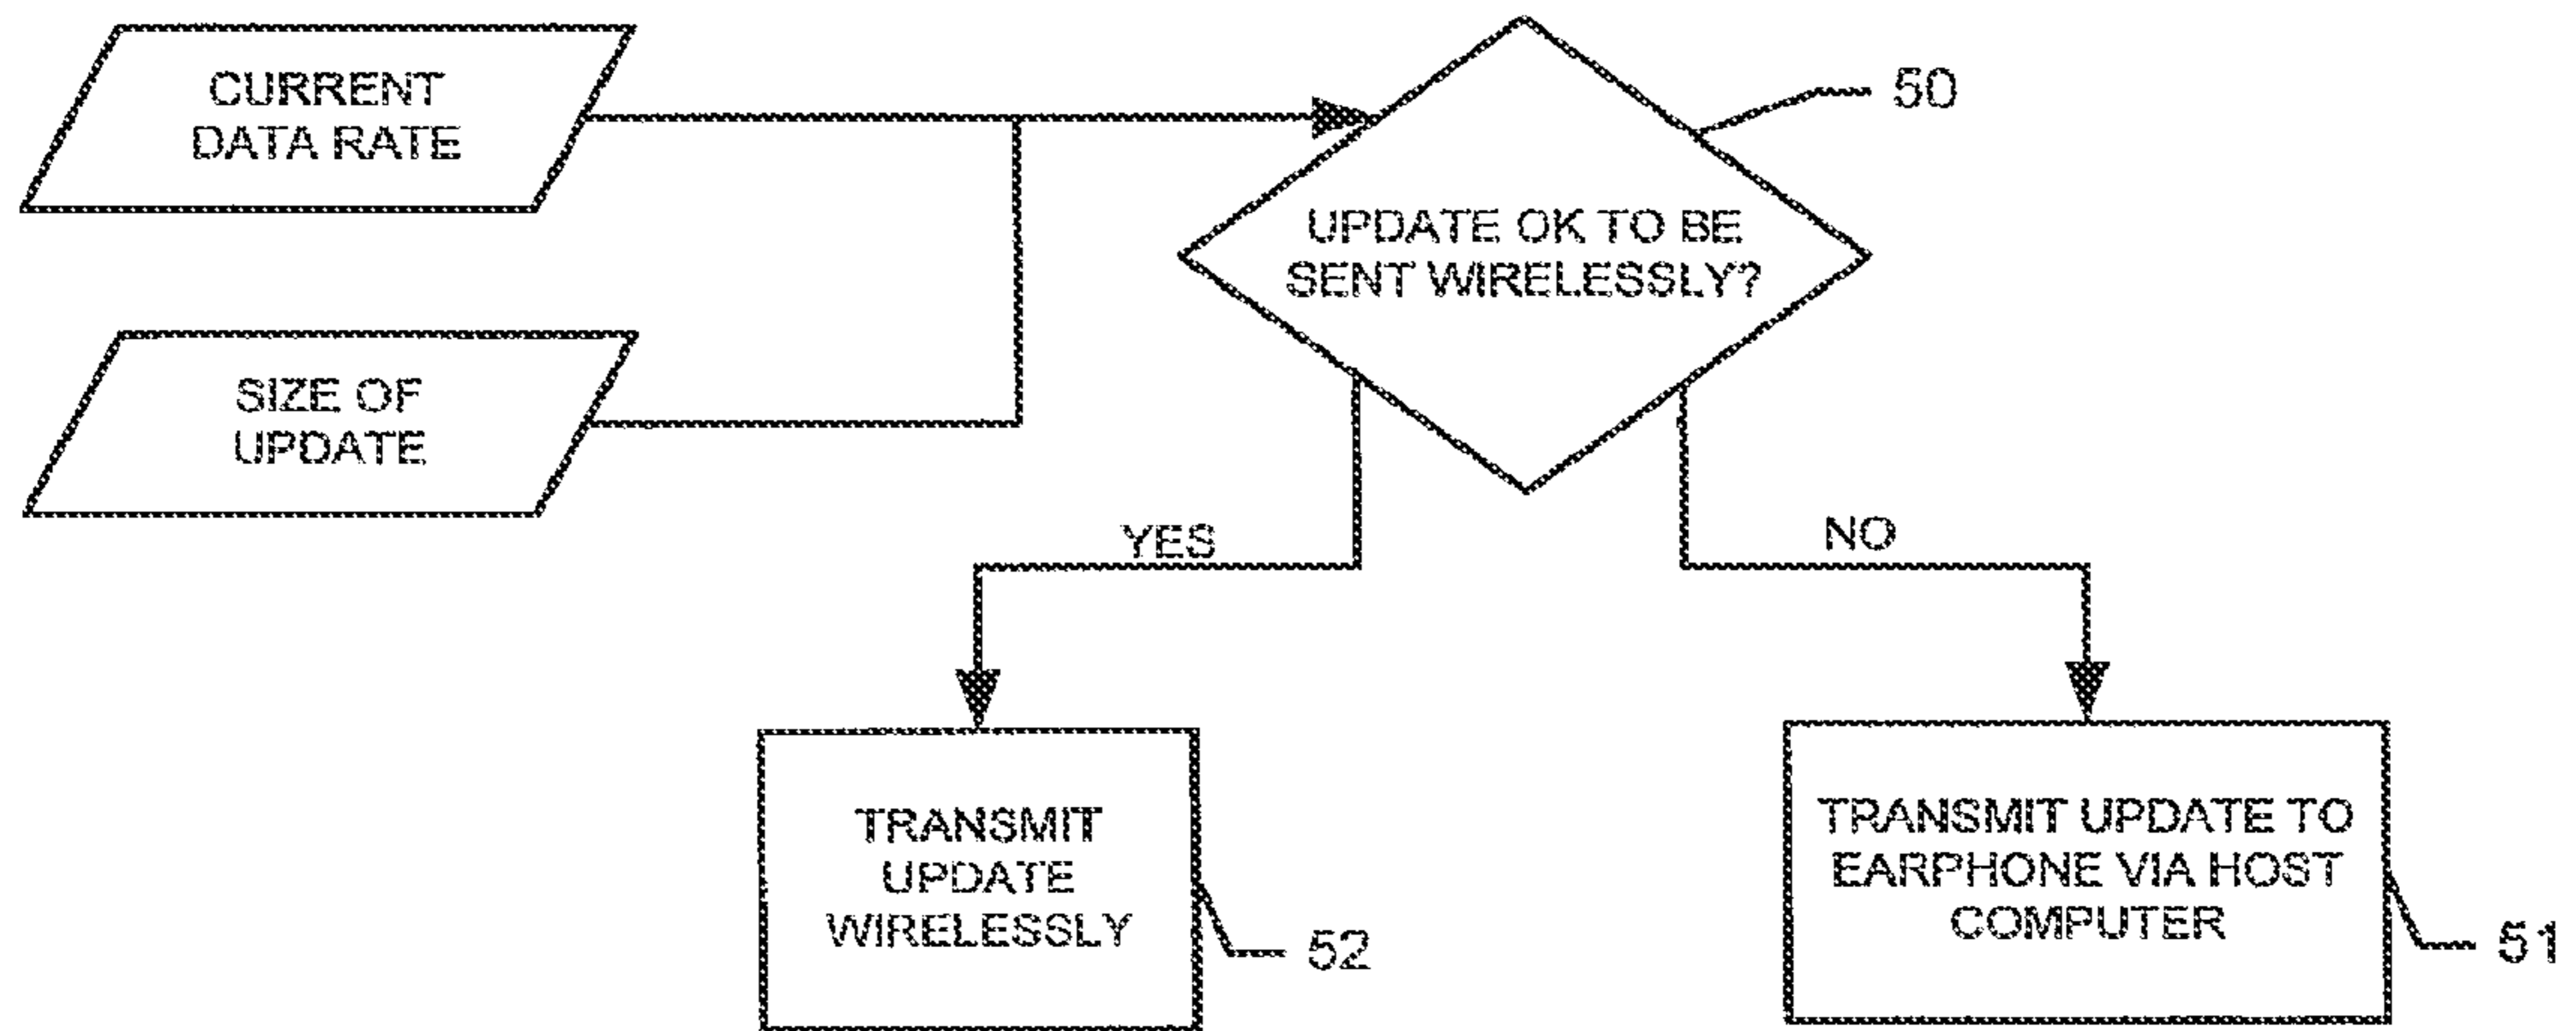 CURRENT
DATA RATE
50
UPDATE OK TO BE
SENT WIRELESSLY?
SIZE OF
UPDATE
YES
NO
TRANSMIT
UPDATE
WIRELESSLY
52
TRANSMIT UPDATE TO
EARPHONE VIA HOST
COMPUTER
51